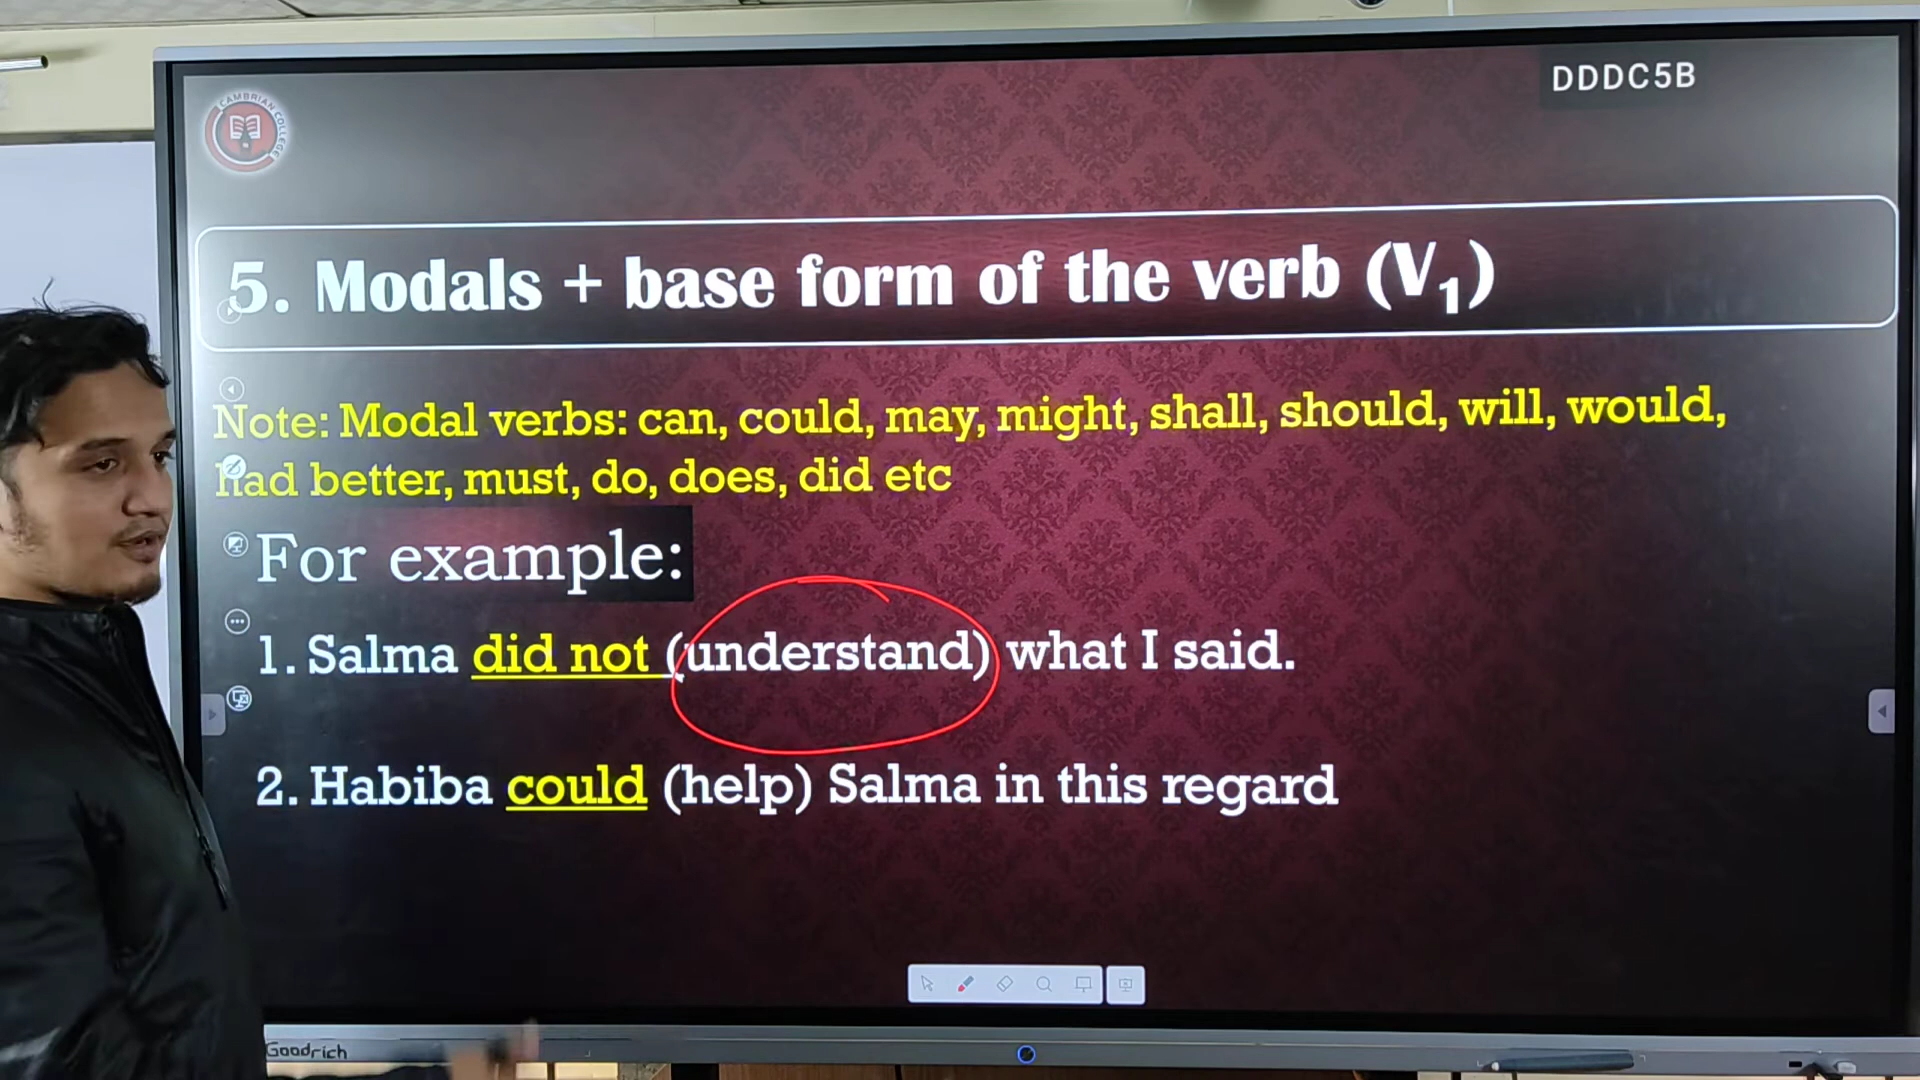 DDDC5B
CAMBRIAN COLLEGE
5. Modals + base form of the verb (V₁)
Note: Modal verbs: can, could, may, might, shall, should, will, would,
had better, must, do, does, did etc
For example:
1. Salma did not (understand) what I said.
2. Habiba could (help) Salma in this regard
Goodrich